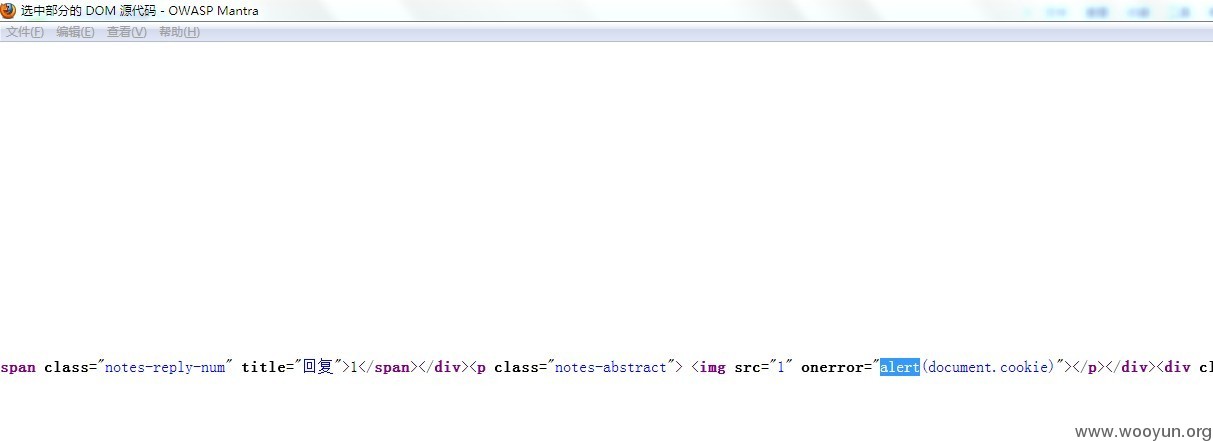 选中部分的 DOM 源代码 - OWASP Mantra
文件(F) 编辑(E) 查看(V) 帮助(H)
span class="notes-reply-num" title="回复">1</span></div><p class="notes-abstract"> <img src="1" onerror="alert(document.cookie)"></p></div><div cl
www.wooyun.org